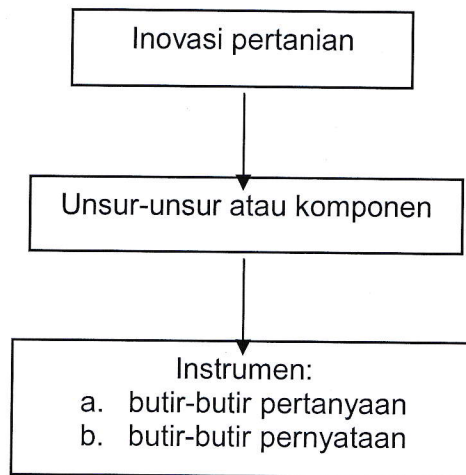 Inovasi pertanian
Unsur-unsur atau komponen
Instrumen:
a. butir-butir pertanyaan
b. butir-butir pernyataan